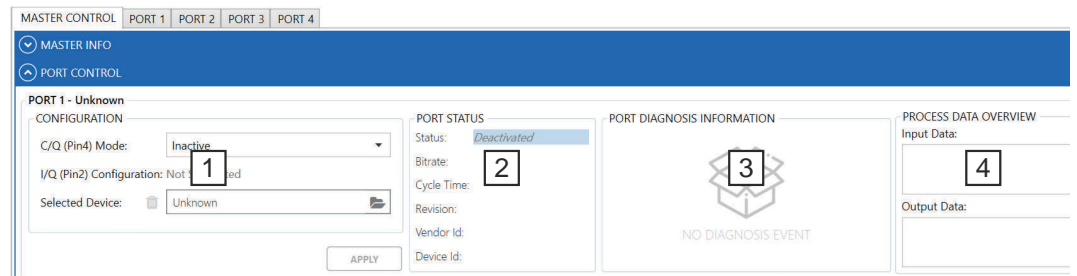 MASTER CONTROL PORT 1 PORT 2 PORT 3 PORT 4
MASTER INFO
PORT CONTROL
PORT 1 - Unknown
CONFIGURATION
C/Q (Pin4) Mode: Inactive
1
I/Q (Pin2) Configuration: Not S
Selected Device: Unknown
APPLY
PORT STATUS
Status: Deactivated
Bitrate:
2
Cycle Time:
Revision:
Vendor Id:
Device Id:
PORT DIAGNOSIS INFORMATION
3
NO DIAGNOSIS EVENT
PROCESS DATA OVERVIEW
Input Data:
4
Output Data: